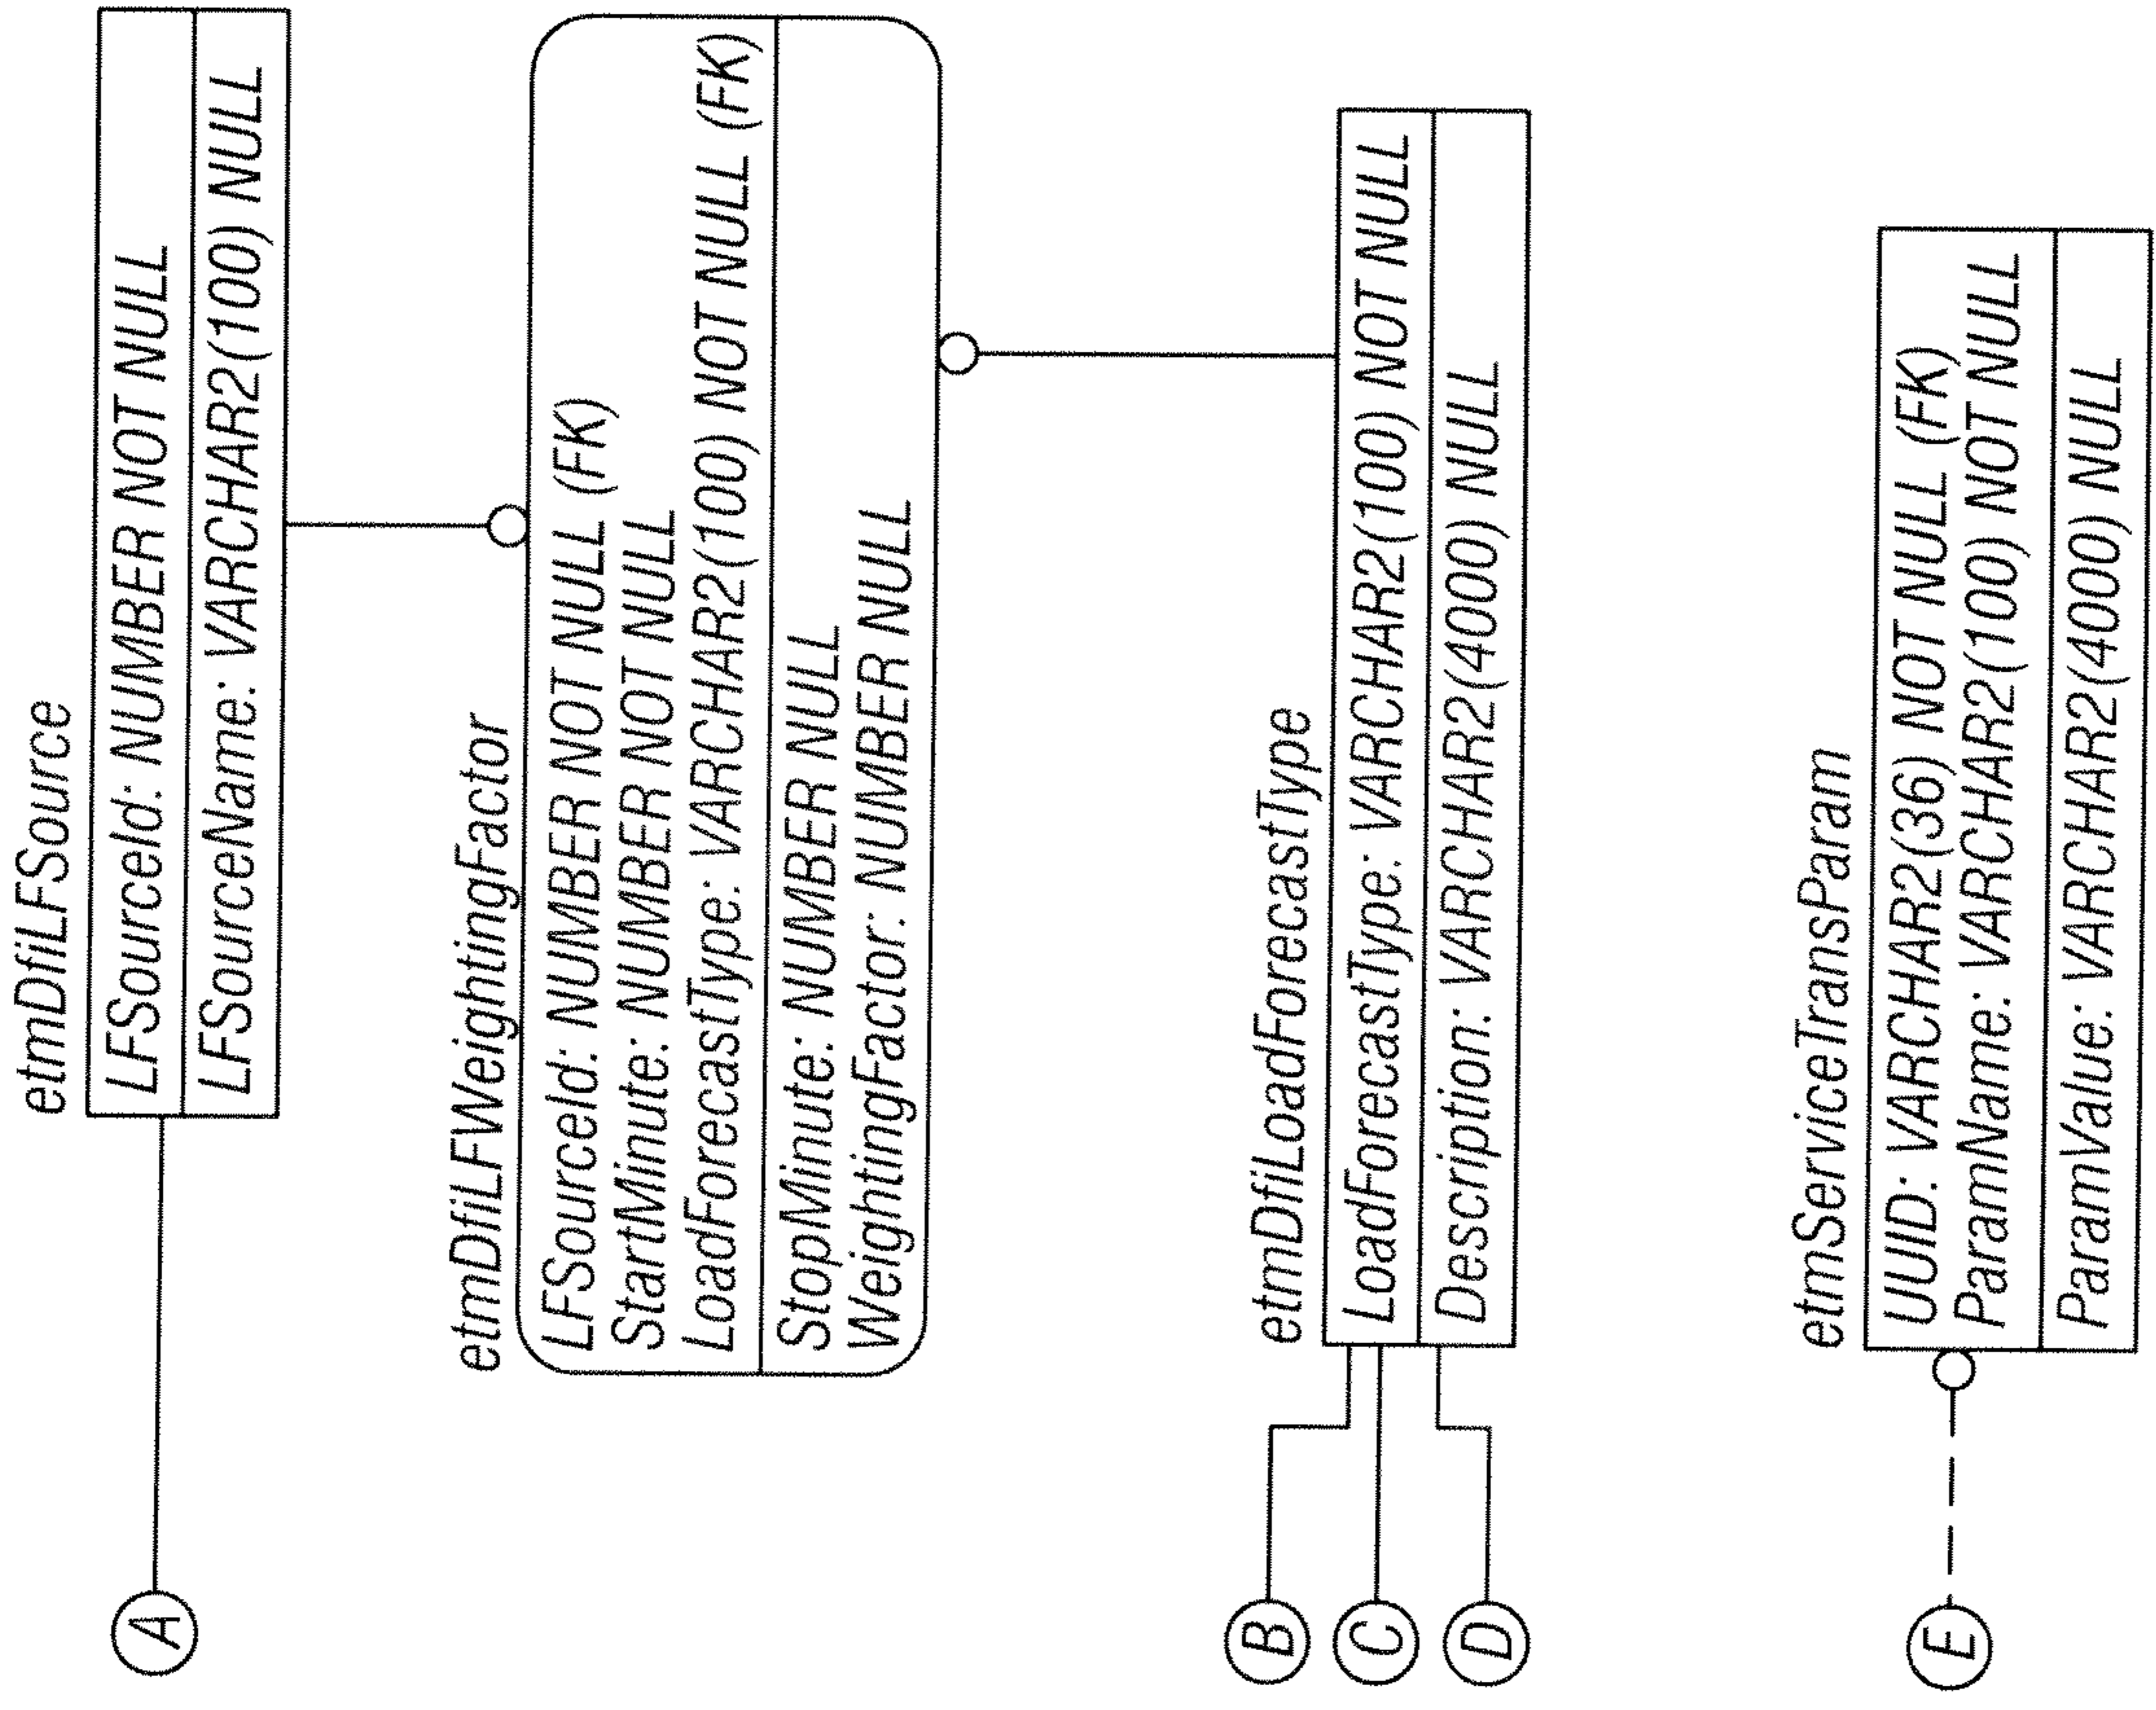 etmDfiLFSource
LFSourceId: NUMBER NOT NULL
LFSourceName: VARCHAR2(100) NULL
A
etmDfiLFWeightingFactor
LFSourceId: NUMBER NOT NULL (FK)
StartMinute: NUMBER NOT NULL
LoadForecastType: VARCHAR2(100) NOT NULL (FK)
StopMinute: NUMBER NULL
WeightingFactor: NUMBER NULL
etmDfiLoadForecastType
LoadForecastType: VARCHAR2(100) NOT NULL
Description: VARCHAR2(4000) NULL
B
C
D
etmServiceTransParam
UUID: VARCHAR2(36) NOT NULL (FK)
ParamName: VARCHAR2(100) NOT NULL
ParamValue: VARCHAR2(4000) NULL
E